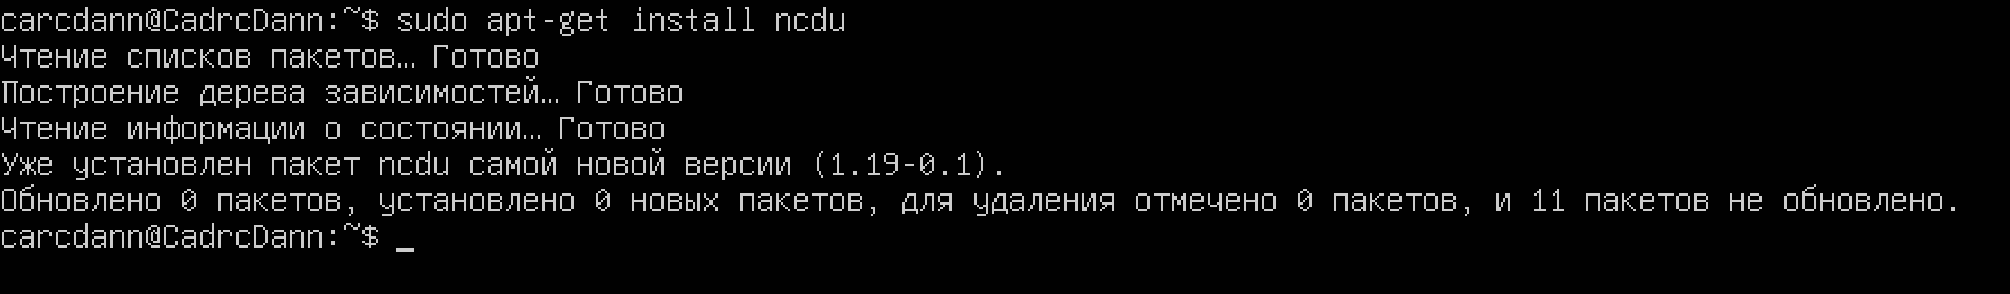 carcdann@CadrcDann:~$ sudo apt-get install ncdu
Чтение списков пакетов… Готово
Построение дерева зависимостей… Готово
Чтение информации о состоянии… Готово
Уже установлен пакет ncdu самой новой версии (1.19-0.1).
Обновлено 0 пакетов, установлено 0 новых пакетов, для удаления отмечено 0 пакетов, и 11 пакетов не обновлено.
carcdann@CadrcDann:~$ _